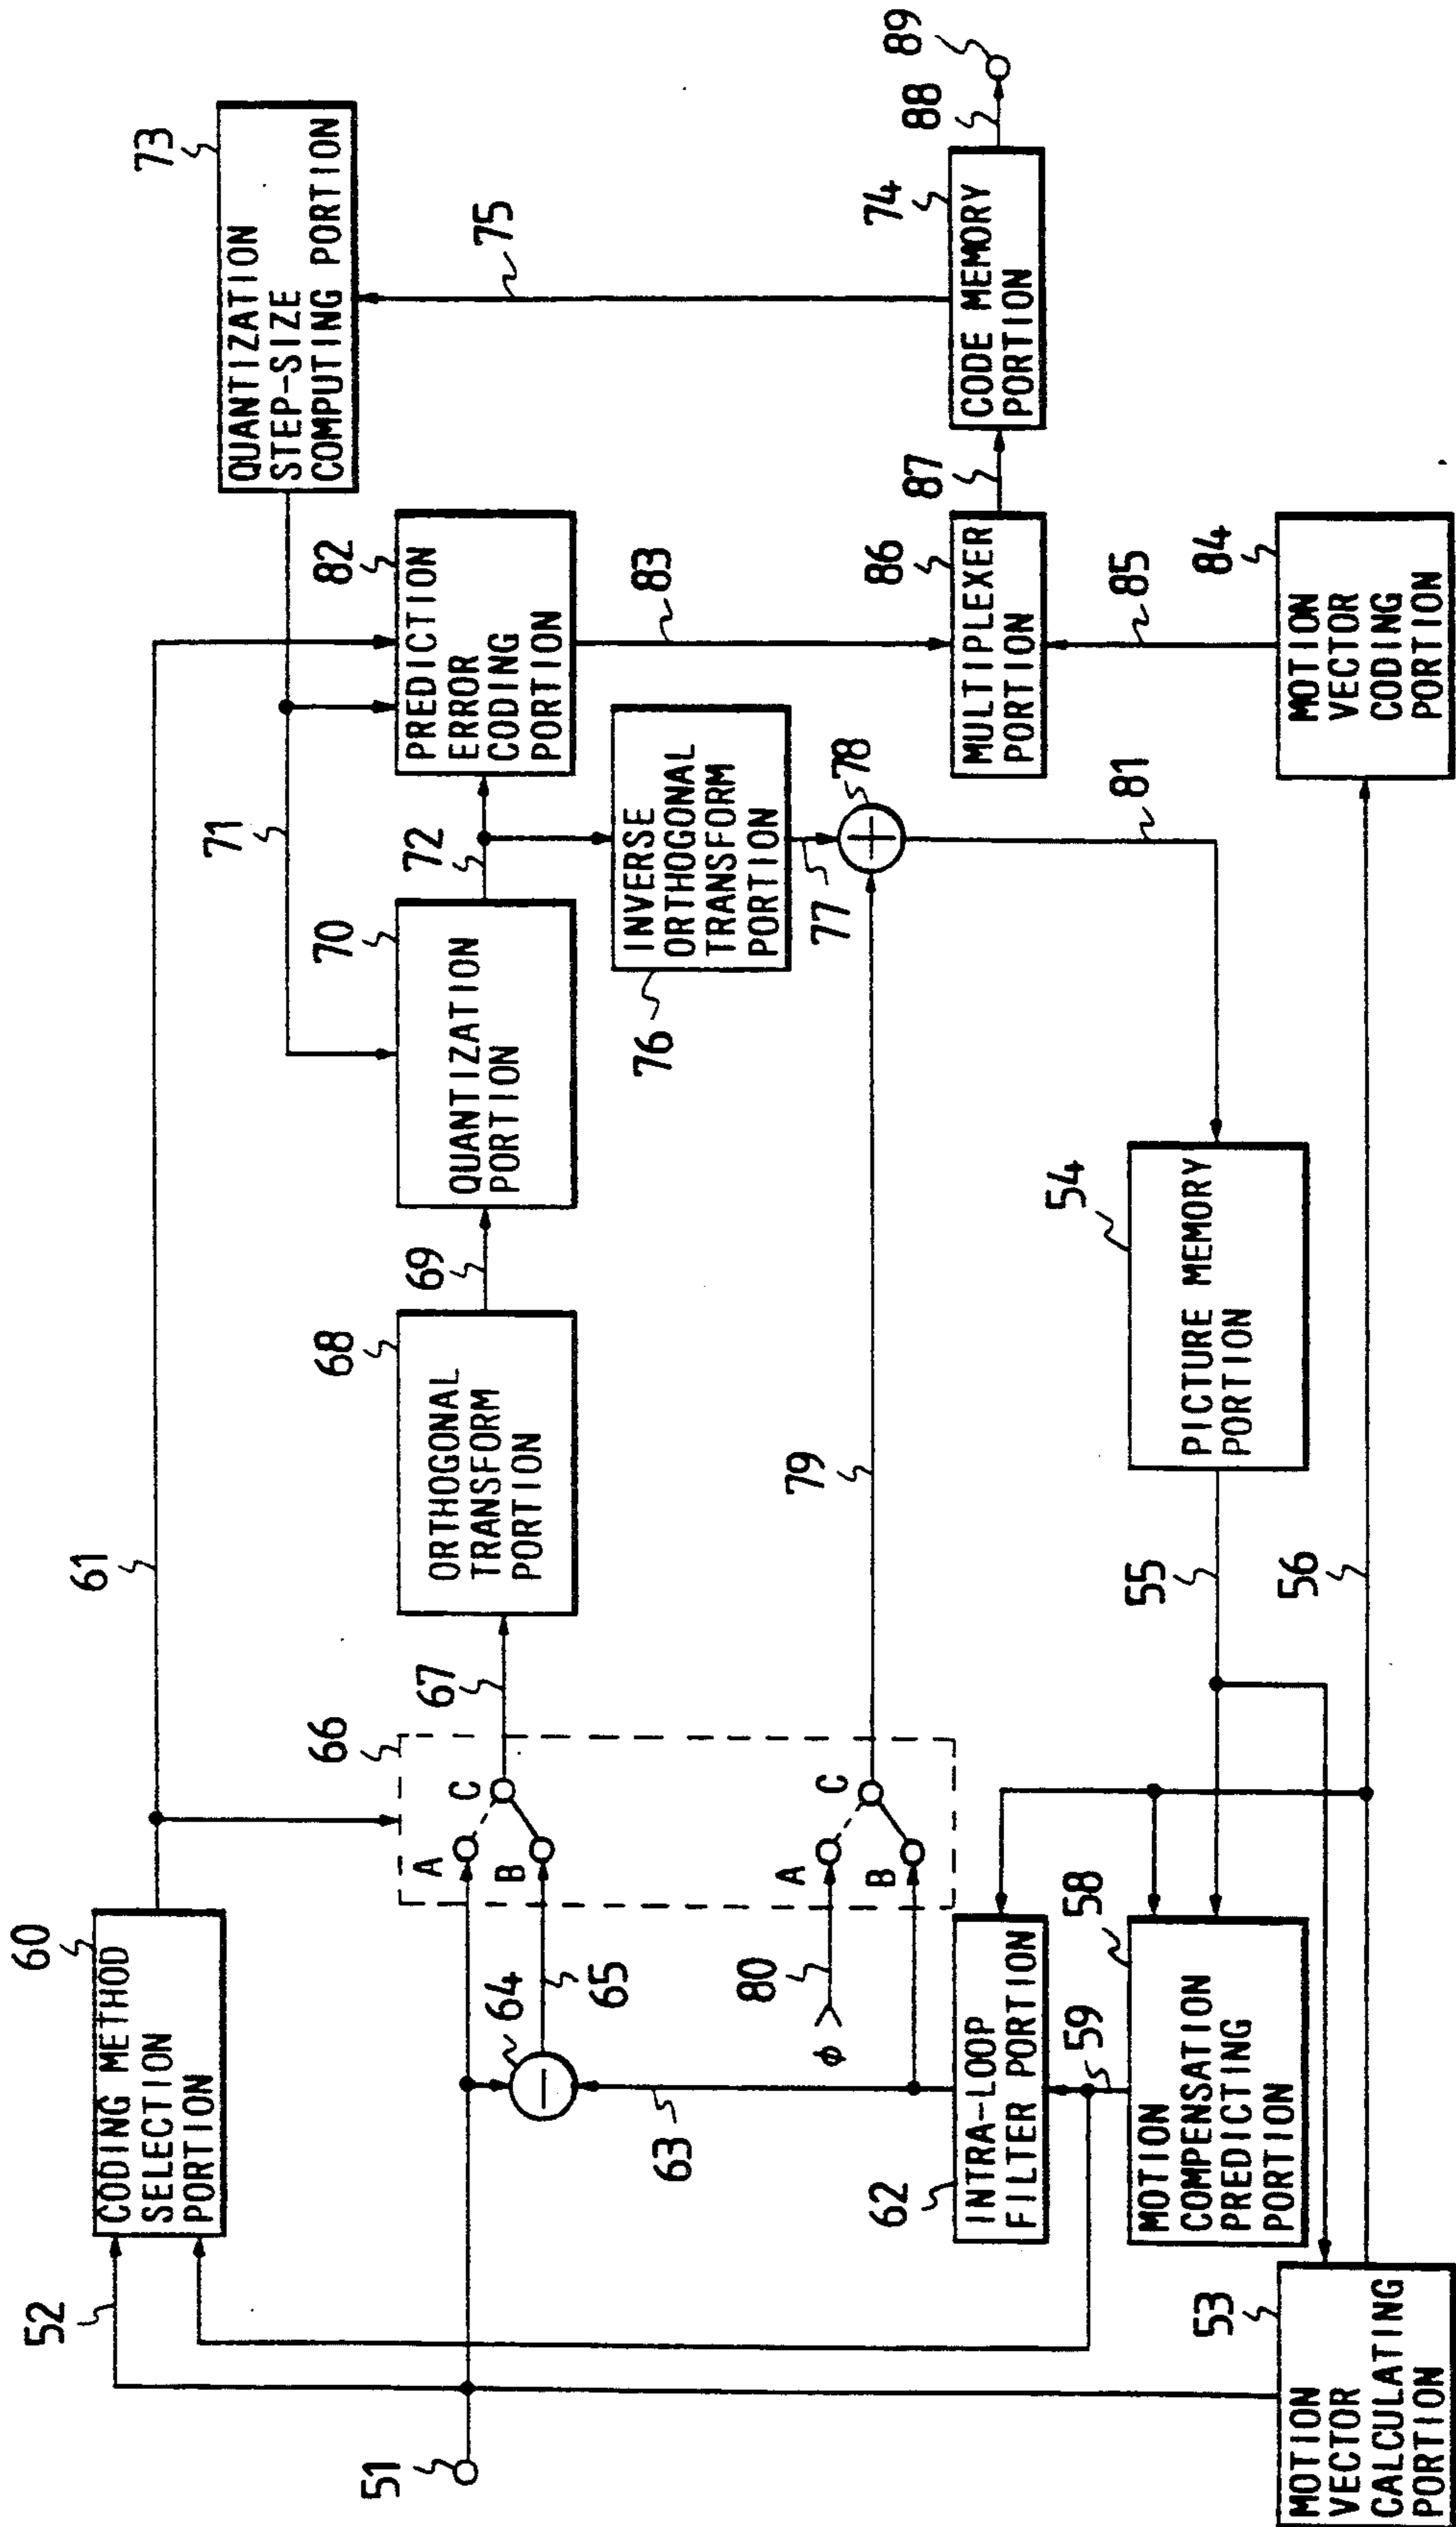 60
CODING METHOD
SELECTION
PORTION
61
73
QUANTIZATION
STEP-SIZE
COMPUTING PORTION
52
71
75
51
64
65
63
66
A
B
C
67
68
ORTHOGONAL
TRANSFORM
PORTION
69
70
QUANTIZATION
PORTION
72
82
PREDICTION
ERROR
CODING
PORTION
83
φ
80
A
B
C
79
76
INVERSE
ORTHOGONAL
TRANSFORM
PORTION
77
78
81
62
INTRA-LOOP
FILTER PORTION
86
MULTIPLEXER
PORTION
87
74
CODE MEMORY
PORTION
88
89
59
58
MOTION
COMPENSATION
PREDICTING
PORTION
55
54
PICTURE MEMORY
PORTION
85
53
MOTION
VECTOR
CALCULATING
PORTION
56
84
MOTION
VECTOR
CODING
PORTION